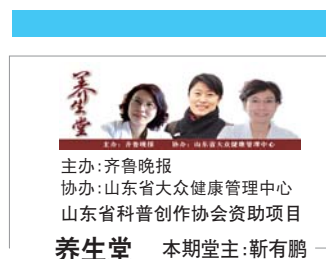 养生堂
主办：齐鲁晚报 协办：山东省大众健康管理中心
主办：齐鲁晚报
协办：山东省大众健康管理中心
山东省科普创作协会资助项目
养生堂 本期堂主：靳有鹏